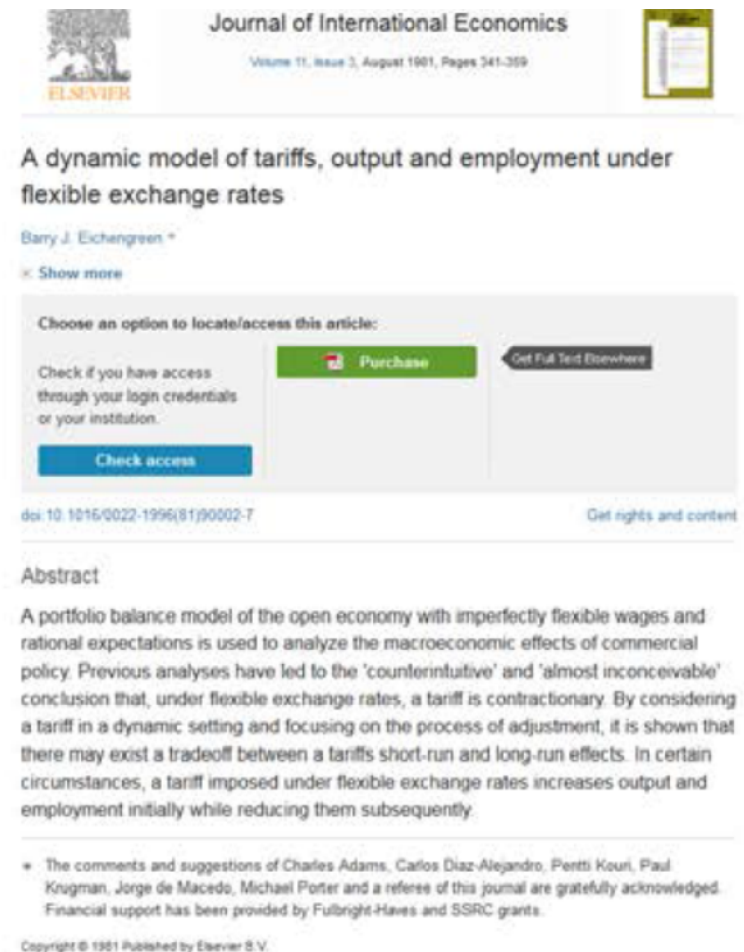 Journal of International Economics
Volume 11, Issue 3, August 1981, Pages 341-359
ELSEVIER
A dynamic model of tariffs, output and employment under
flexible exchange rates
Barry J. Eichengreen *
Show more
Choose an option to locate/access this article:
Check if you have access
through your login credentials
or your institution.
Check access
Purchase
Get Full Text Elsewhere
doi:10.1016/0022-1996(81)90002-7
Get rights and content
Abstract
A portfolio balance model of the open economy with imperfectly flexible wages and
rational expectations is used to analyze the macroeconomic effects of commercial
policy. Previous analyses have led to the 'counterintuitive' and 'almost inconceivable'
conclusion that, under flexible exchange rates, a tariff is contractionary. By considering
a tariff in a dynamic setting and focusing on the process of adjustment, it is shown that
there may exist a tradeoff between a tariffs short-run and long-run effects. In certain
circumstances, a tariff imposed under flexible exchange rates increases output and
employment initially while reducing them subsequently.
* The comments and suggestions of Charles Adams, Carlos Diaz-Alejandro, Pentti Kouri, Paul
Krugman, Jorge de Macedo, Michael Porter and a referee of this journal are gratefully acknowledged.
Financial support has been provided by Fulbright-Hayes and SSRC grants.
Copyright © 1981 Published by Elsevier B.V.